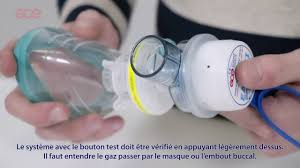 ace
Le système avec le bouton test doit être vérifié en appuyant légèrement dessus.
Il faut entendre le gaz passer par le masque ou l'embout buccal.